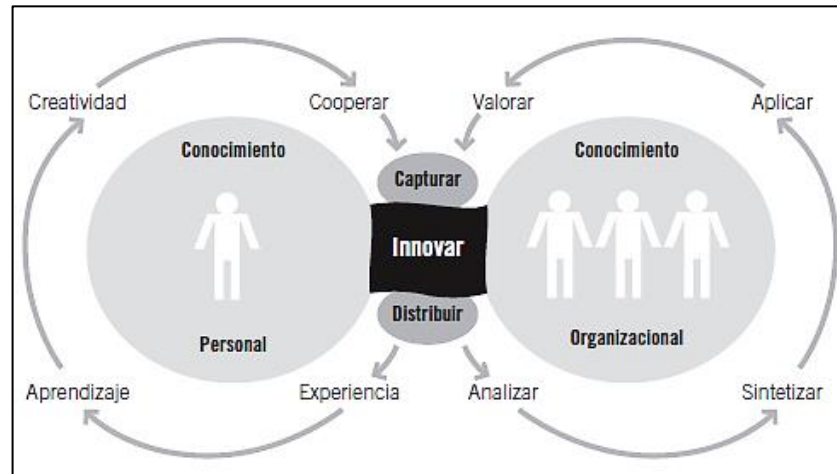 Creatividad
Cooperar
Valorar
Aplicar
Conocimiento
Capturar
Conocimiento
Innovar
Personal
Distribuir
Organizacional
Aprendizaje
Experiencia
Analizar
Sintetizar